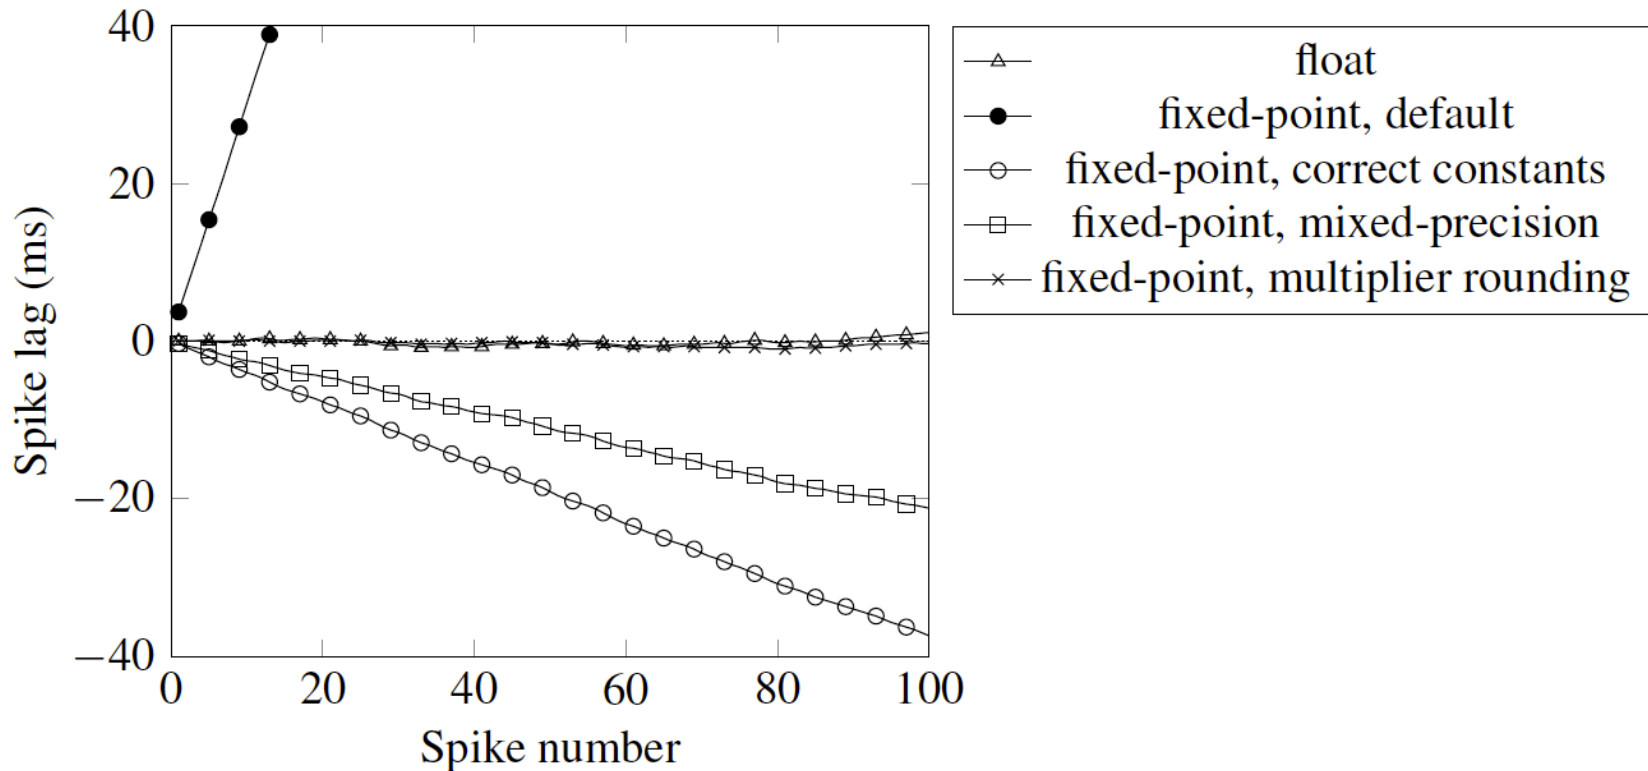 40
20
0
−20
−40
0 20 40 60 80 100
Spike number
Spike lag (ms)
float
fixed-point, default
fixed-point, correct constants
fixed-point, mixed-precision
fixed-point, multiplier rounding